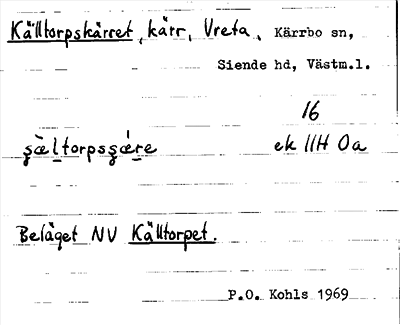 Källtorpskärret, kärr, Vreta, Kärrbo sn,
Siende hd, Västm.l.
16
ek 11H 0a
Beläget NV Källtorpet.
P.O. Kohls 1969